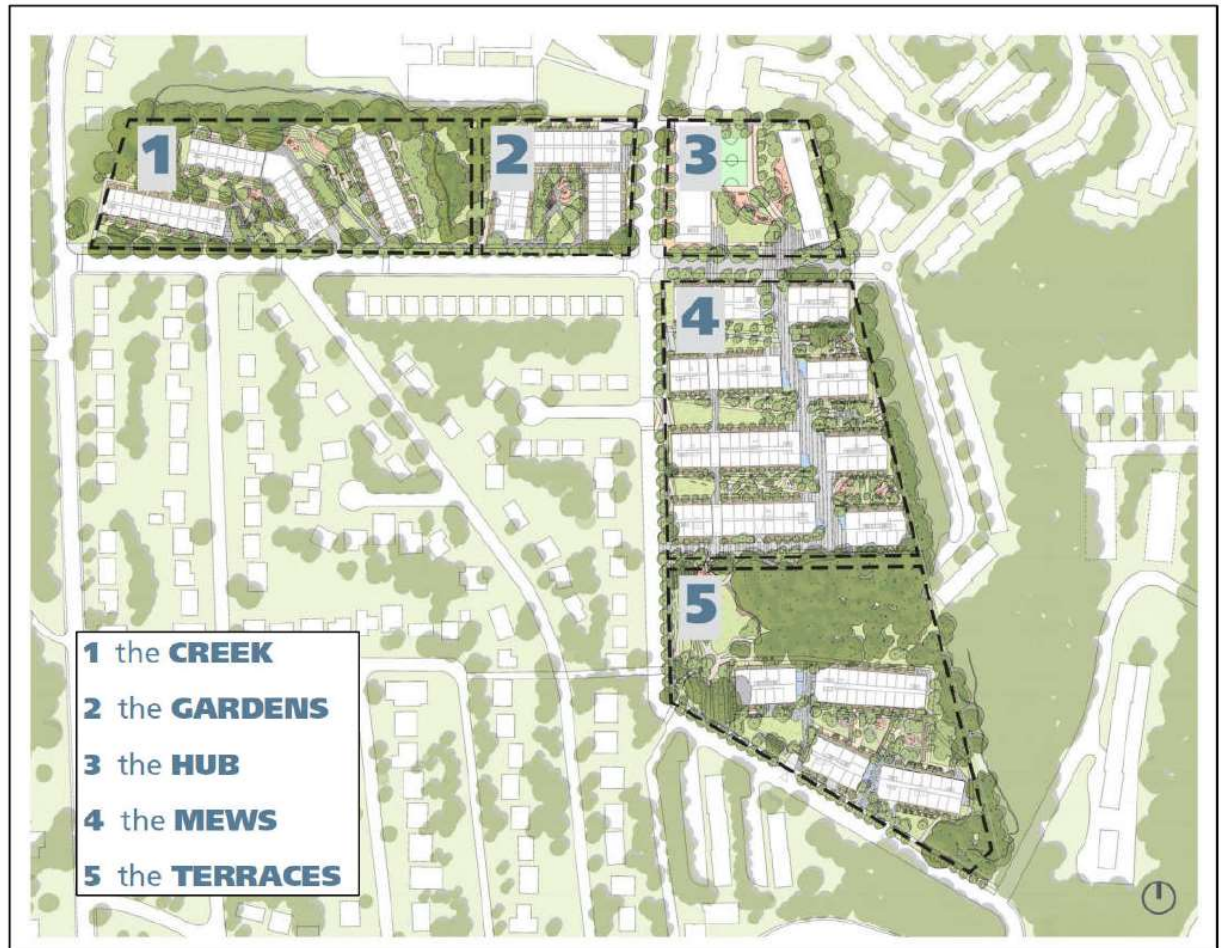 1
2
3
4
5
1 the CREEK
2 the GARDENS
3 the HUB
4 the MEWS
5 the TERRACES